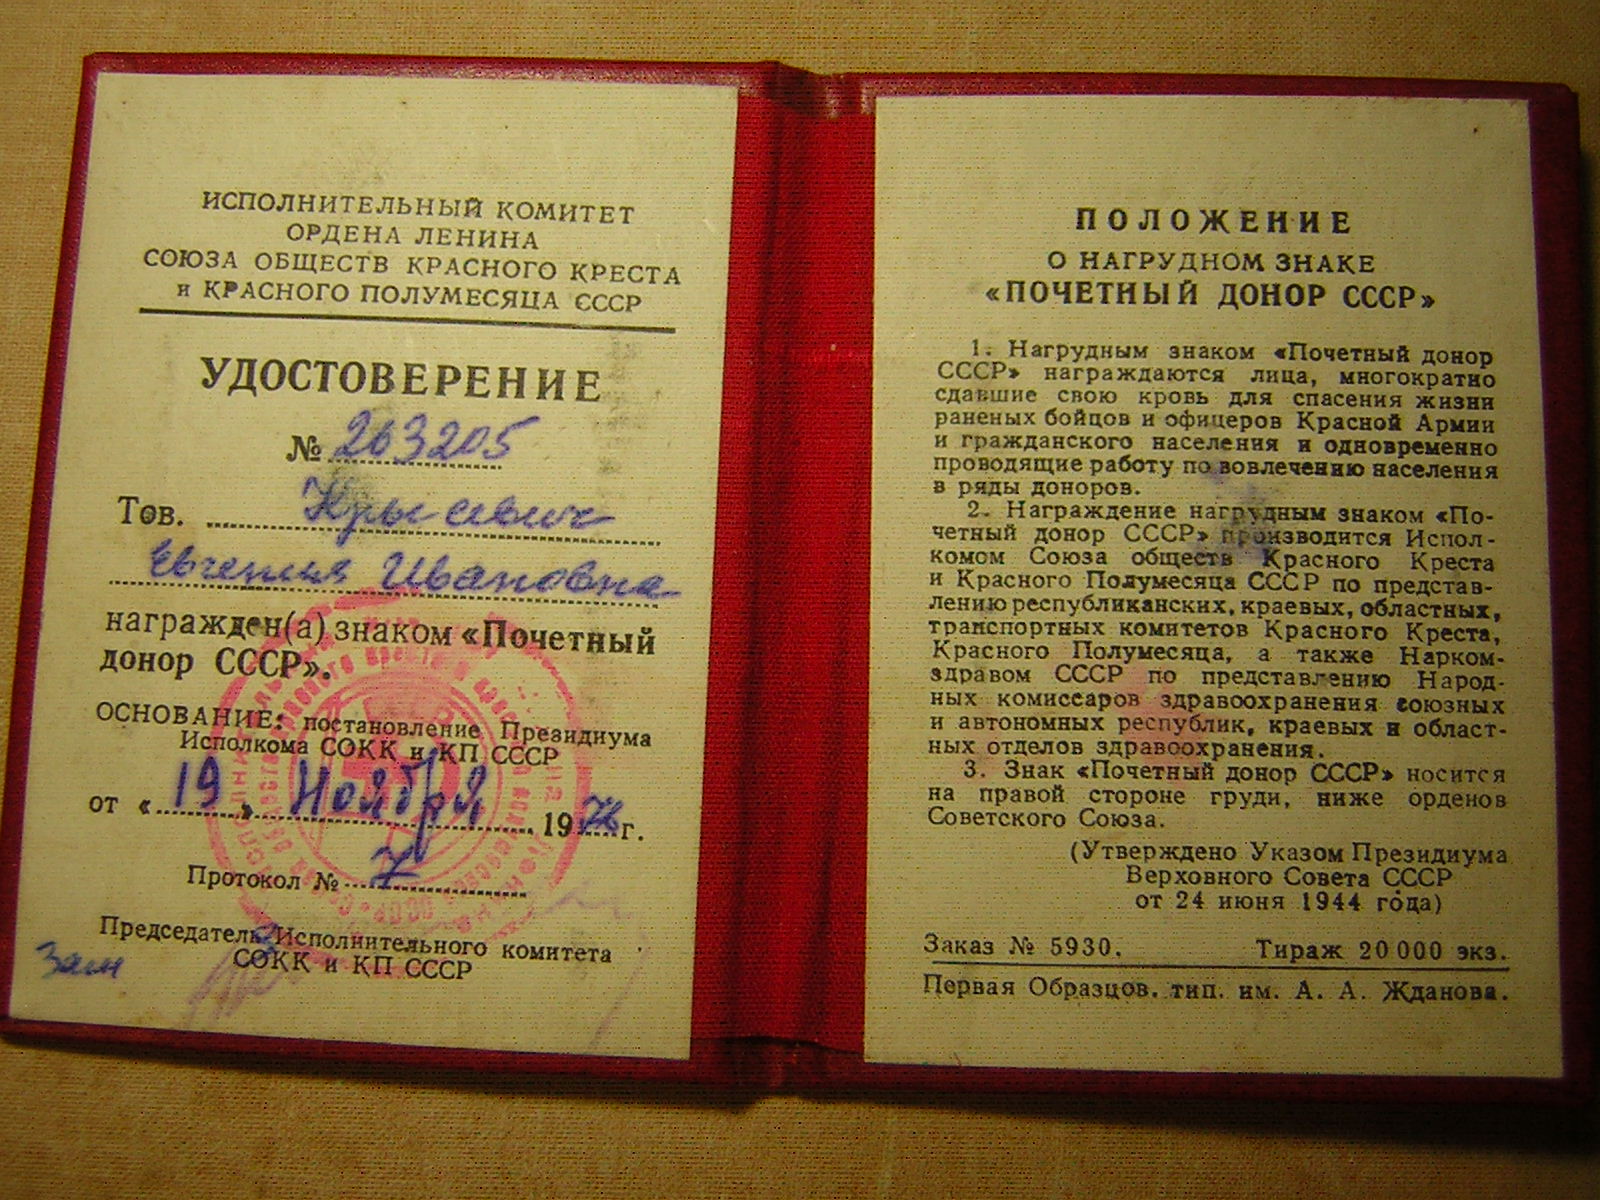 ИСПОЛНИТЕЛЬНЫЙ КОМИТЕТ
ОРДЕНА ЛЕНИНА
СОЮЗА ОБЩЕСТВ КРАСНОГО КРЕСТА
и КРАСНОГО ПОЛУМЕСЯЦА СССР
УДОСТОВЕРЕНИЕ
№ 263205
Тов.
Евгения Ивановна
награжден(а) знаком «Почетный
донор СССР».
ОСНОВАНИЕ: постановление Президиума
Исполкома СОКК и КП СССР
от «19» Ноября 1976 г.
Протокол № 7
Председатель Исполнительного комитета
Зам СОКК и КП СССР
ПОЛОЖЕНИЕ
О НАГРУДНОМ ЗНАКЕ
«ПОЧЕТНЫЙ ДОНОР СССР»
1. Нагрудным знаком «Почетный донор
СССР» награждаются лица, многократно
сдавшие свою кровь для спасения жизни
раненых бойцов и офицеров Красной Армии
и гражданского населения и одновременно
проводящие работу по вовлечению населения
в ряды доноров.
2. Награждение нагрудным знаком «По-
четный донор СССР» производится Испол-
комом Союза обществ Красного Креста
и Красного Полумесяца СССР по представ-
лению республиканских, краевых, областных,
транспортных комитетов Красного Креста,
Красного Полумесяца, а также Нарком-
здравом СССР по представлению Народ-
ных комиссаров здравоохранения союзных
и автономных республик, краевых и област-
ных отделов здравоохранения.
3. Знак «Почетный донор СССР» носится
на правой стороне груди, ниже орденов
Советского Союза.
(Утверждено Указом Президиума
Верховного Совета СССР
от 24 июня 1944 года)
Заказ № 5930. Тираж 20 000 экз.
Первая Образцов. тип. им. А. А. Жданова.